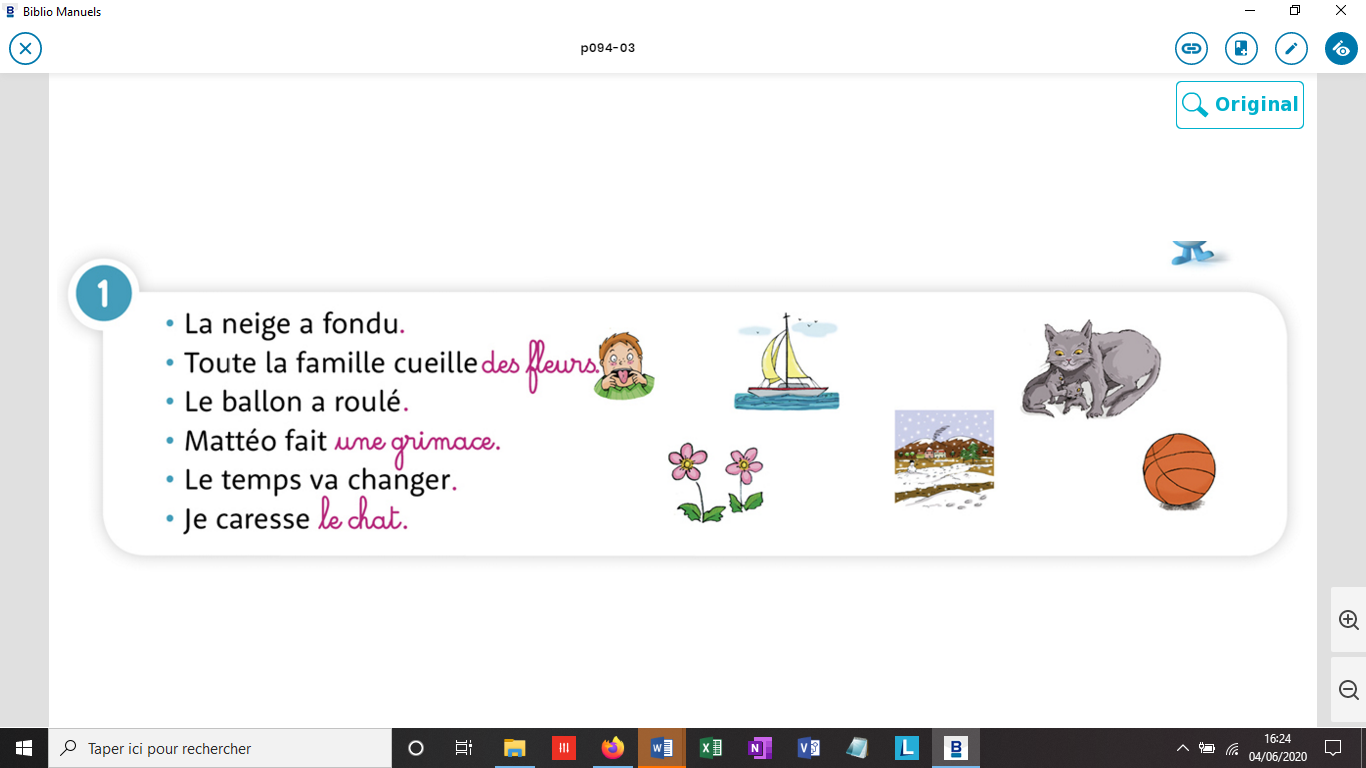 Biblio Manuels
p094-03
Original
1
• La neige a fondu.
• Toute la famille cueille des fleurs.
• Le ballon a roulé.
• Mattéo fait une grimace.
• Le temps va changer.
• Je caresse le chat.
Taper ici pour rechercher
16:24
04/06/2020